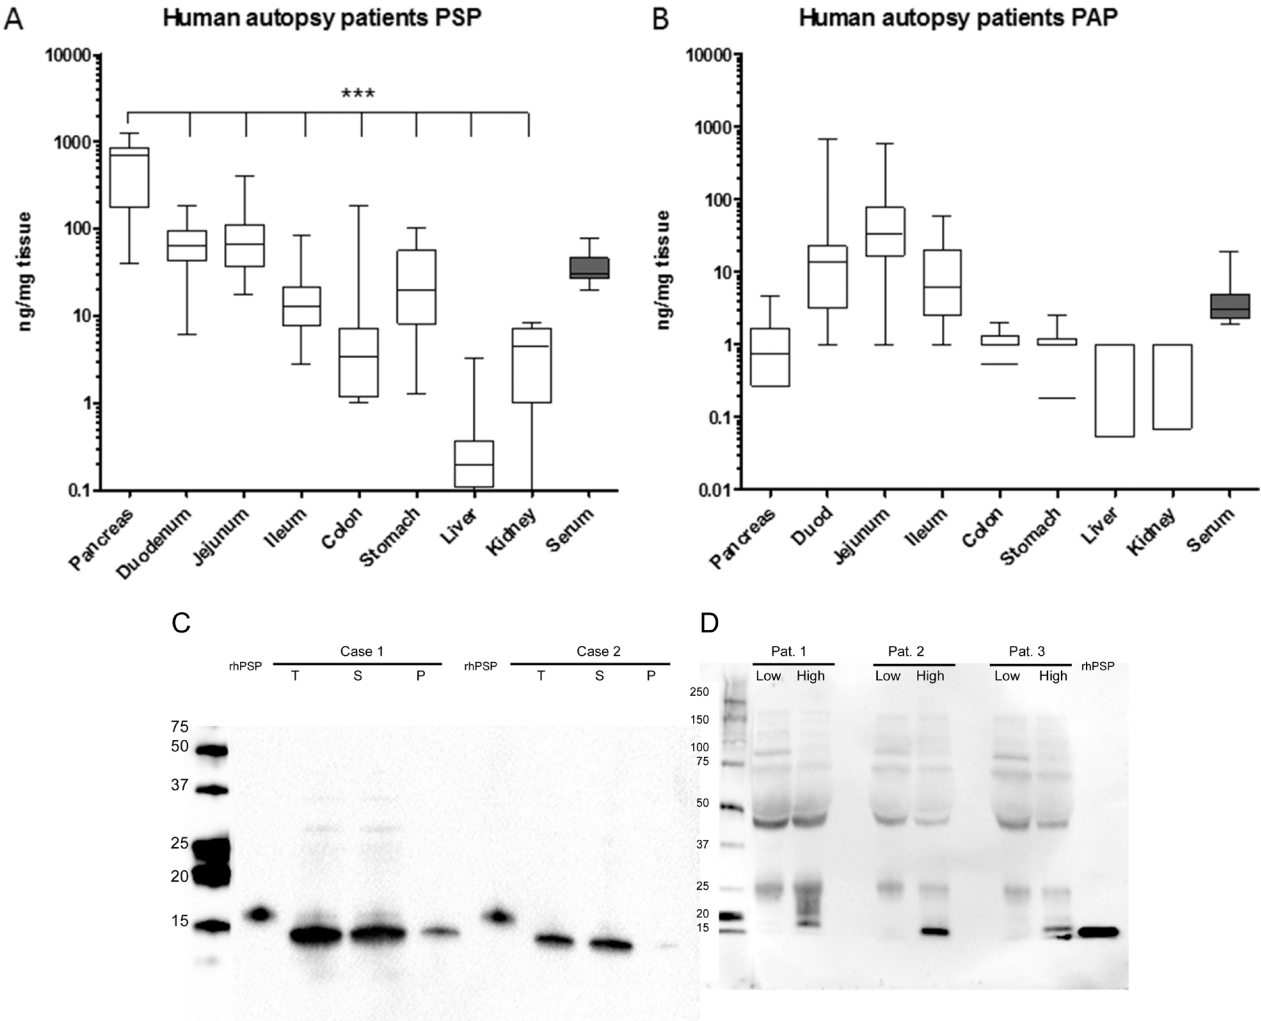 A
Human autopsy patients PSP
ng/mg tissue
10000
1000
100
10
1
0.1
***
Pancreas
Duodenum
Jejunum
Ileum
Colon
Stomach
Liver
Kidney
Serum
B
Human autopsy patients PAP
ng/mg tissue
10000
1000
100
10
1
0.1
0.01
Pancreas
Duod
Jejunum
Ileum
Colon
Stomach
Liver
Kidney
Serum
C
rhPSP Case 1 rhPSP Case 2
T S P T S P
75
50
37
25
20
15
D
Pat. 1 Pat. 2 Pat. 3 rhPSP
Low High Low High Low High
250
150
100
75
50
37
25
20
15